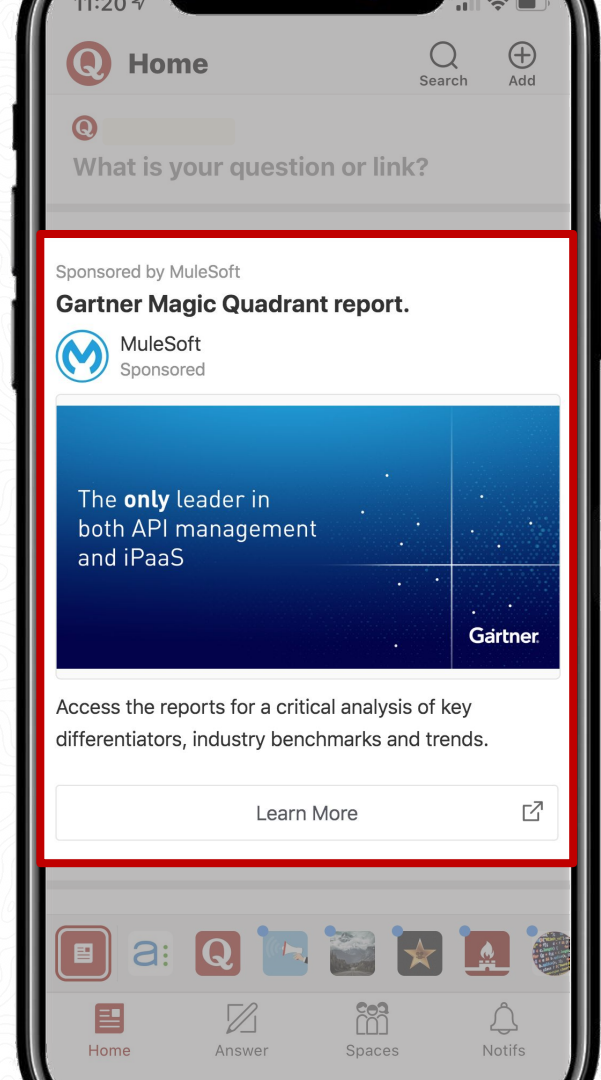 11:20
Home
Search
Add
What is your question or link?
Sponsored by MuleSoft
Gartner Magic Quadrant report.
MuleSoft
Sponsored
The only leader in
both API management
and iPaaS
Gartner
Access the reports for a critical analysis of key
differentiators, industry benchmarks and trends.
Learn More
a:
Q
Home
Answer
Spaces
Notifs